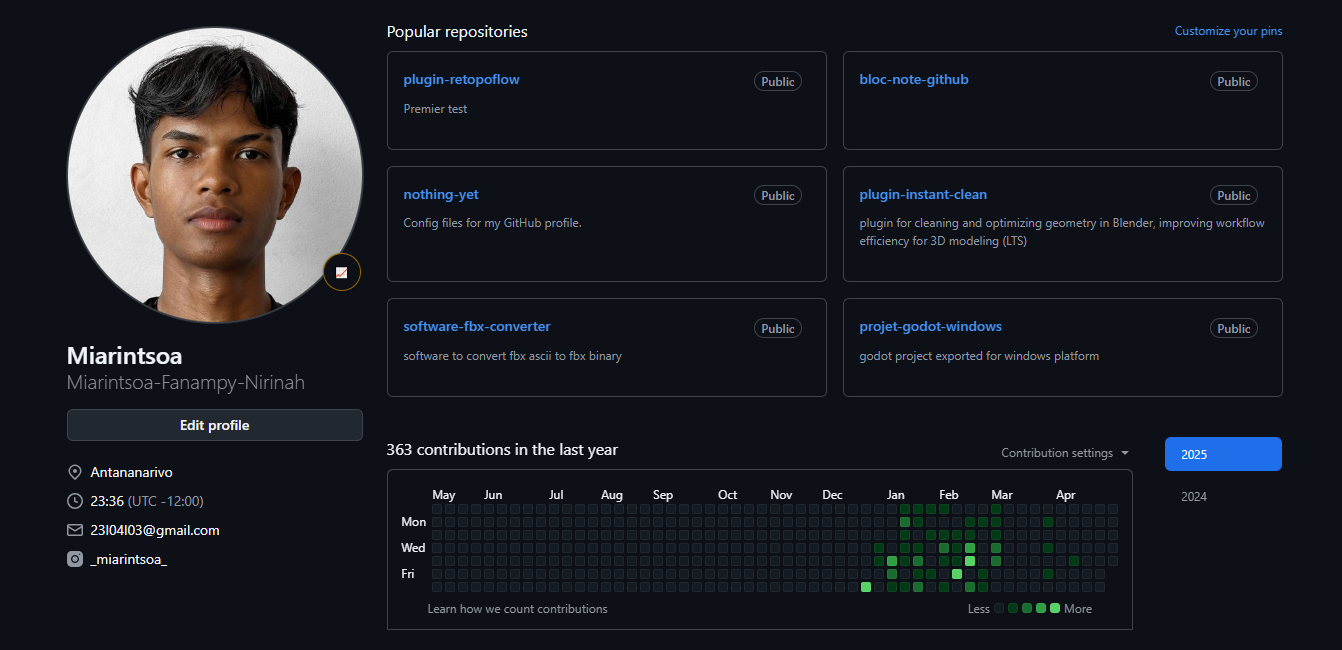 Miarintsoa
Miarintsoa-Fanampy-Nirinah
Edit profile
Antananarivo
23:36 (UTC -12:00)
23l04l03@gmail.com
_miarintsoa_
Popular repositories
Customize your pins
plugin-retopoflow
Public
Premier test
bloc-note-github
Public
nothing-yet
Public
Config files for my GitHub profile.
plugin-instant-clean
Public
plugin for cleaning and optimizing geometry in Blender, improving workflow
efficiency for 3D modeling (LTS)
software-fbx-converter
Public
software to convert fbx ascii to fbx binary
projet-godot-windows
Public
godot project exported for windows platform
363 contributions in the last year
Contribution settings
2025
2024
May Jun Jul Aug Sep Oct Nov Dec Jan Feb Mar Apr
Mon
Wed
Fri
Learn how we count contributions
Less More